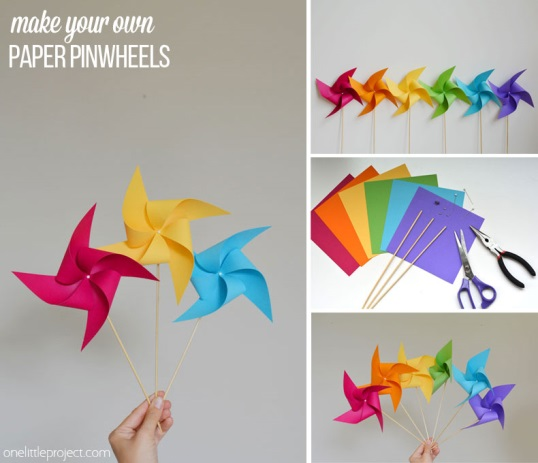 make your own
PAPER PINWHEELS
onelittleproject.com